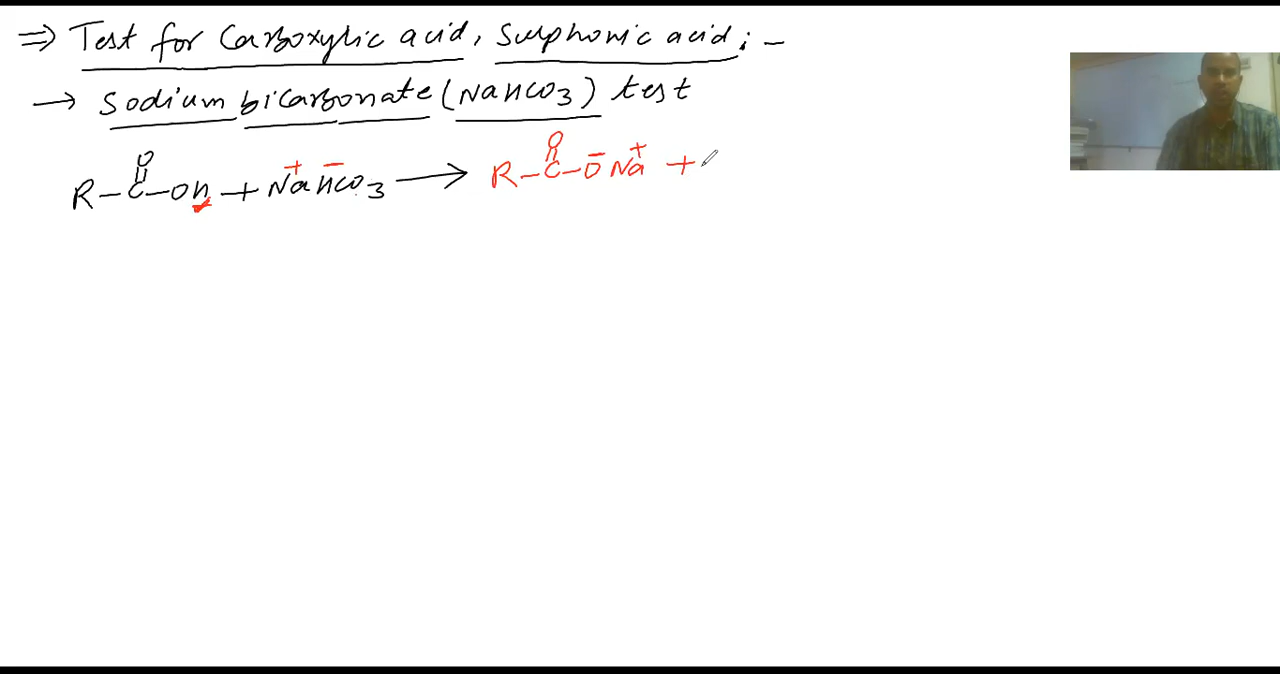 ⇒ Test for Carboxylic acid, Sulphonic acid; -
→ Sodium bicarbonate (NaHCO3) test
O O
R-C-OH + Na+ HCO3- → R-C-O- Na+ +